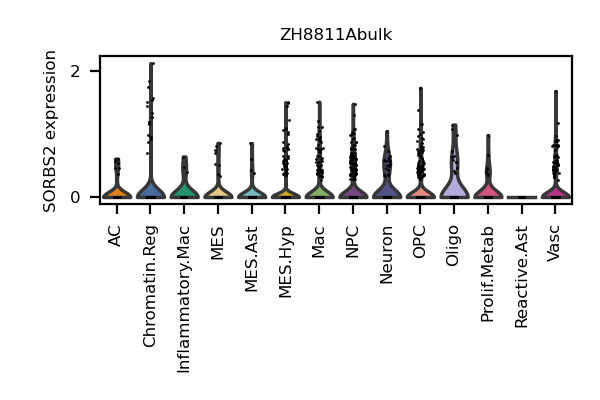 ZH8811Abulk
SORBS2 expression
2
0
AC
Chromatin.Reg
Inflammatory.Mac
MES
MES.Ast
MES.Hyp
Mac
NPC
Neuron
OPC
Oligo
Prolif.Metab
Reactive.Ast
Vasc